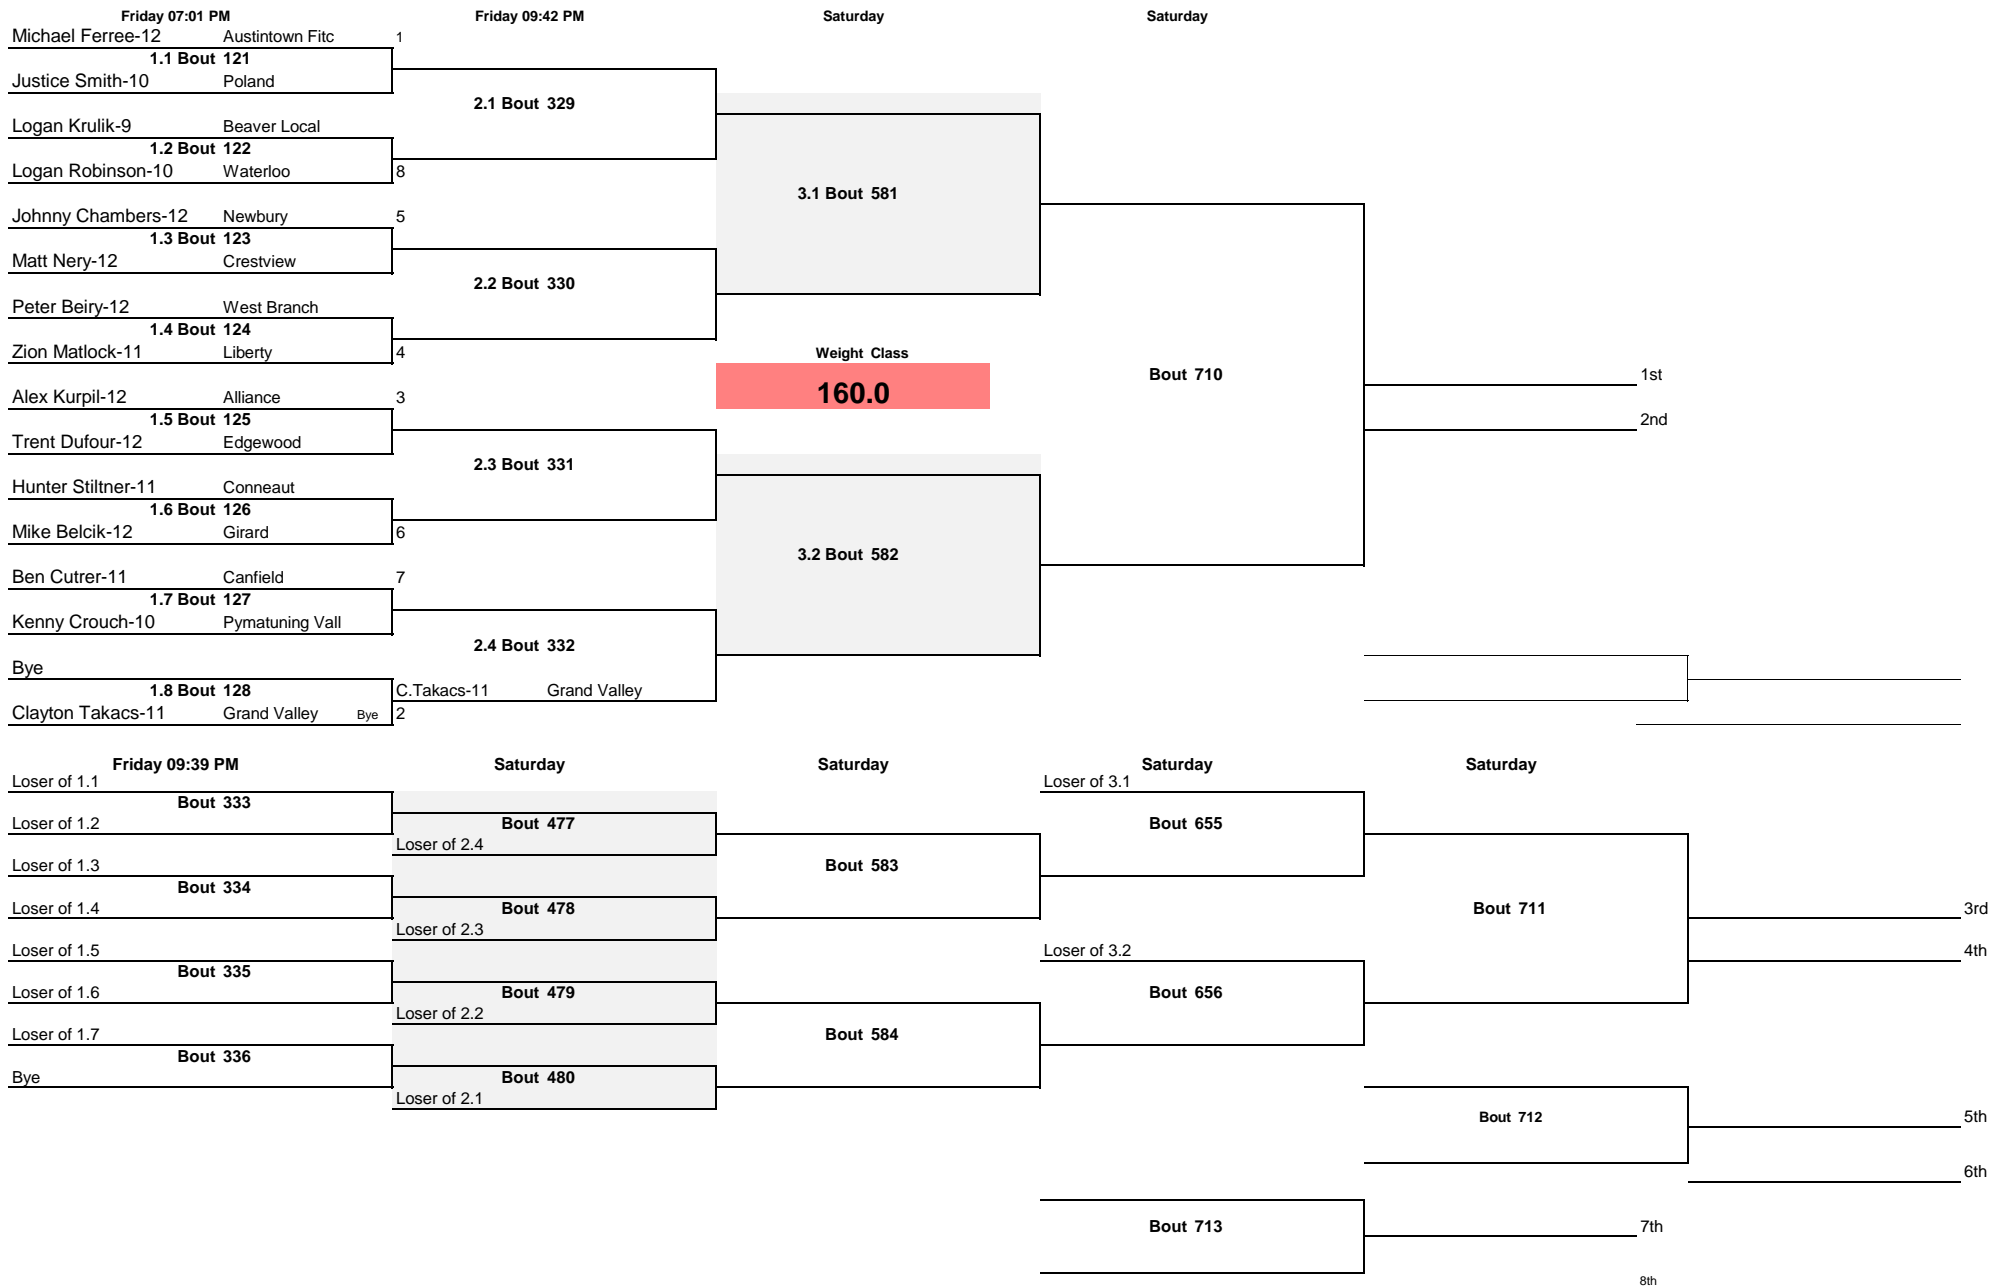 Friday 07:01 PM Friday 09:42 PM Saturday Saturday
Michael Ferree-12 Austintown Fitc 1
1.1 Bout 121
Justice Smith-10 Poland
2.1 Bout 329
Logan Krulik-9 Beaver Local
1.2 Bout 122
Logan Robinson-10 Waterloo 8
3.1 Bout 581
Johnny Chambers-12 Newbury 5
1.3 Bout 123
Matt Nery-12 Crestview
2.2 Bout 330
Peter Beiry-12 West Branch
1.4 Bout 124
Zion Matlock-11 Liberty 4
Weight Class
160.0
Bout 710
1st
2nd
Alex Kurpil-12 Alliance 3
1.5 Bout 125
Trent Dufour-12 Edgewood
2.3 Bout 331
Hunter Stiltner-11 Conneaut
1.6 Bout 126
Mike Belcik-12 Girard 6
3.2 Bout 582
Ben Cutrer-11 Canfield 7
1.7 Bout 127
Kenny Crouch-10 Pymatuning Vall
2.4 Bout 332
Bye
1.8 Bout 128
C.Takacs-11 Grand Valley
Clayton Takacs-11 Grand Valley Bye 2
Friday 09:39 PM Saturday Saturday Saturday Saturday
Loser of 1.1 Loser of 3.1
Bout 333
Loser of 1.2 Bout 477 Bout 655
Loser of 2.4
Loser of 1.3 Bout 583
Bout 334
Loser of 1.4 Bout 478 Bout 711 3rd
Loser of 2.3
Loser of 1.5 Loser of 3.2 4th
Bout 335
Loser of 1.6 Bout 479 Bout 656
Loser of 2.2
Loser of 1.7 Bout 584
Bout 336
Bye Bout 480
Loser of 2.1
Bout 712 5th
6th
Bout 713 7th
8th